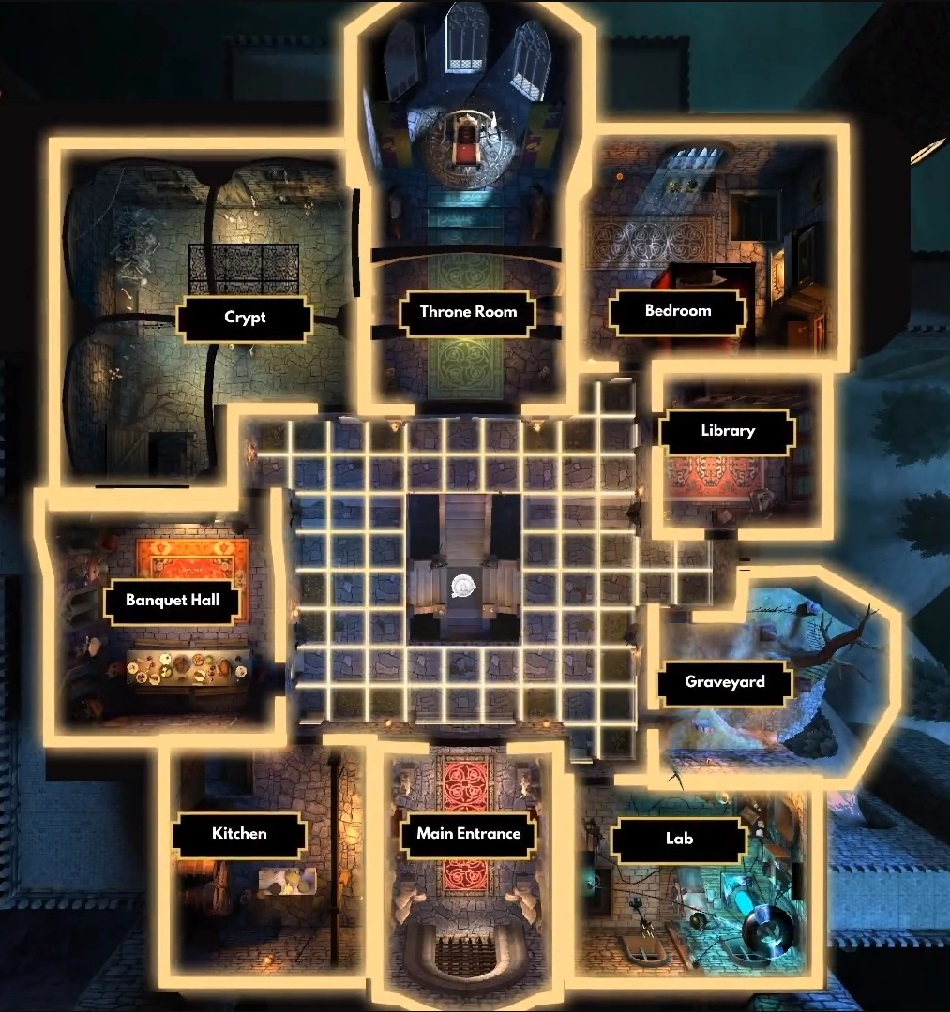 Crypt
Throne Room
Bedroom
Library
Banquet Hall
Graveyard
Kitchen
Main Entrance
Lab